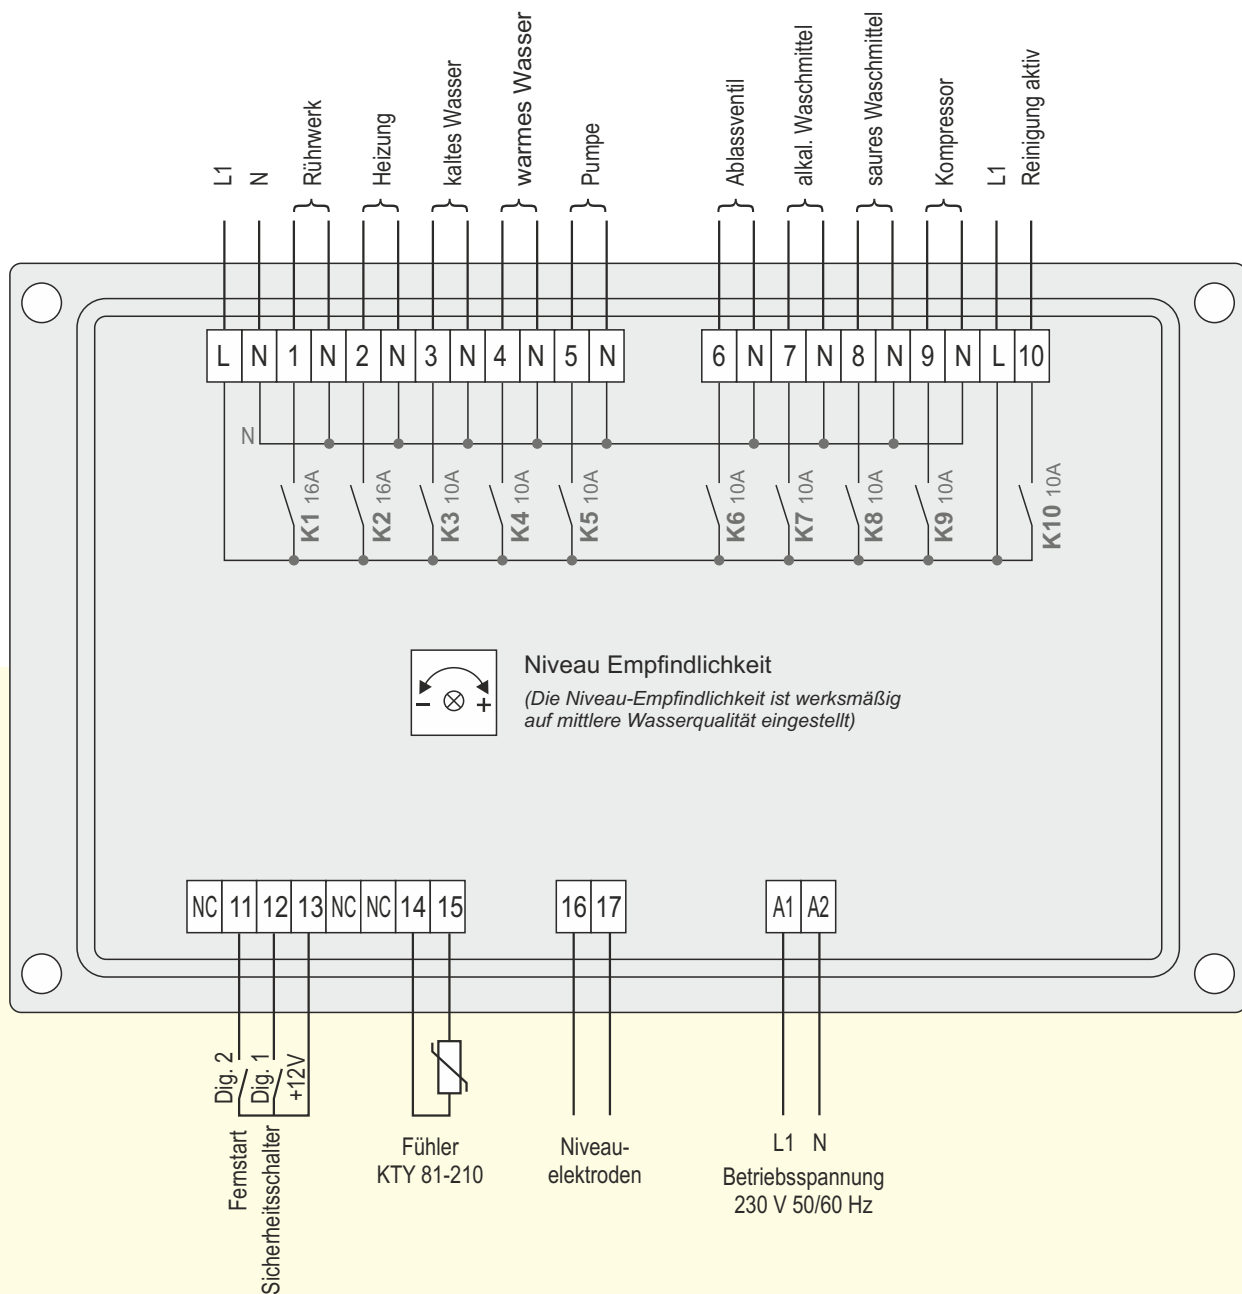 L1
N
Rührwerk
Heizung
kaltes Wasser
warmes Wasser
Pumpe
Ablassventil
alkal. Waschmittel
saures Waschmittel
Kompressor
L1
Reinigung aktiv
L N 1 N 2 N 3 N 4 N 5 N
6 N 7 N 8 N 9 N L 10
N
K1 16A
K2 16A
K3 10A
K4 10A
K5 10A
K6 10A
K7 10A
K8 10A
K9 10A
K10 10A
- +
Niveau Empfindlichkeit
(Die Niveau-Empfindlichkeit ist werksmäßig
auf mittlere Wasserqualität eingestellt)
NC 11 12 13 NC NC 14 15
16 17
A1 A2
Dig. 2
Fernstart
Dig. 1
Sicherheitsschalter
+12V
Fühler
KTY 81-210
Niveau-
elektroden
L1 N
Betriebsspannung
230 V 50/60 Hz